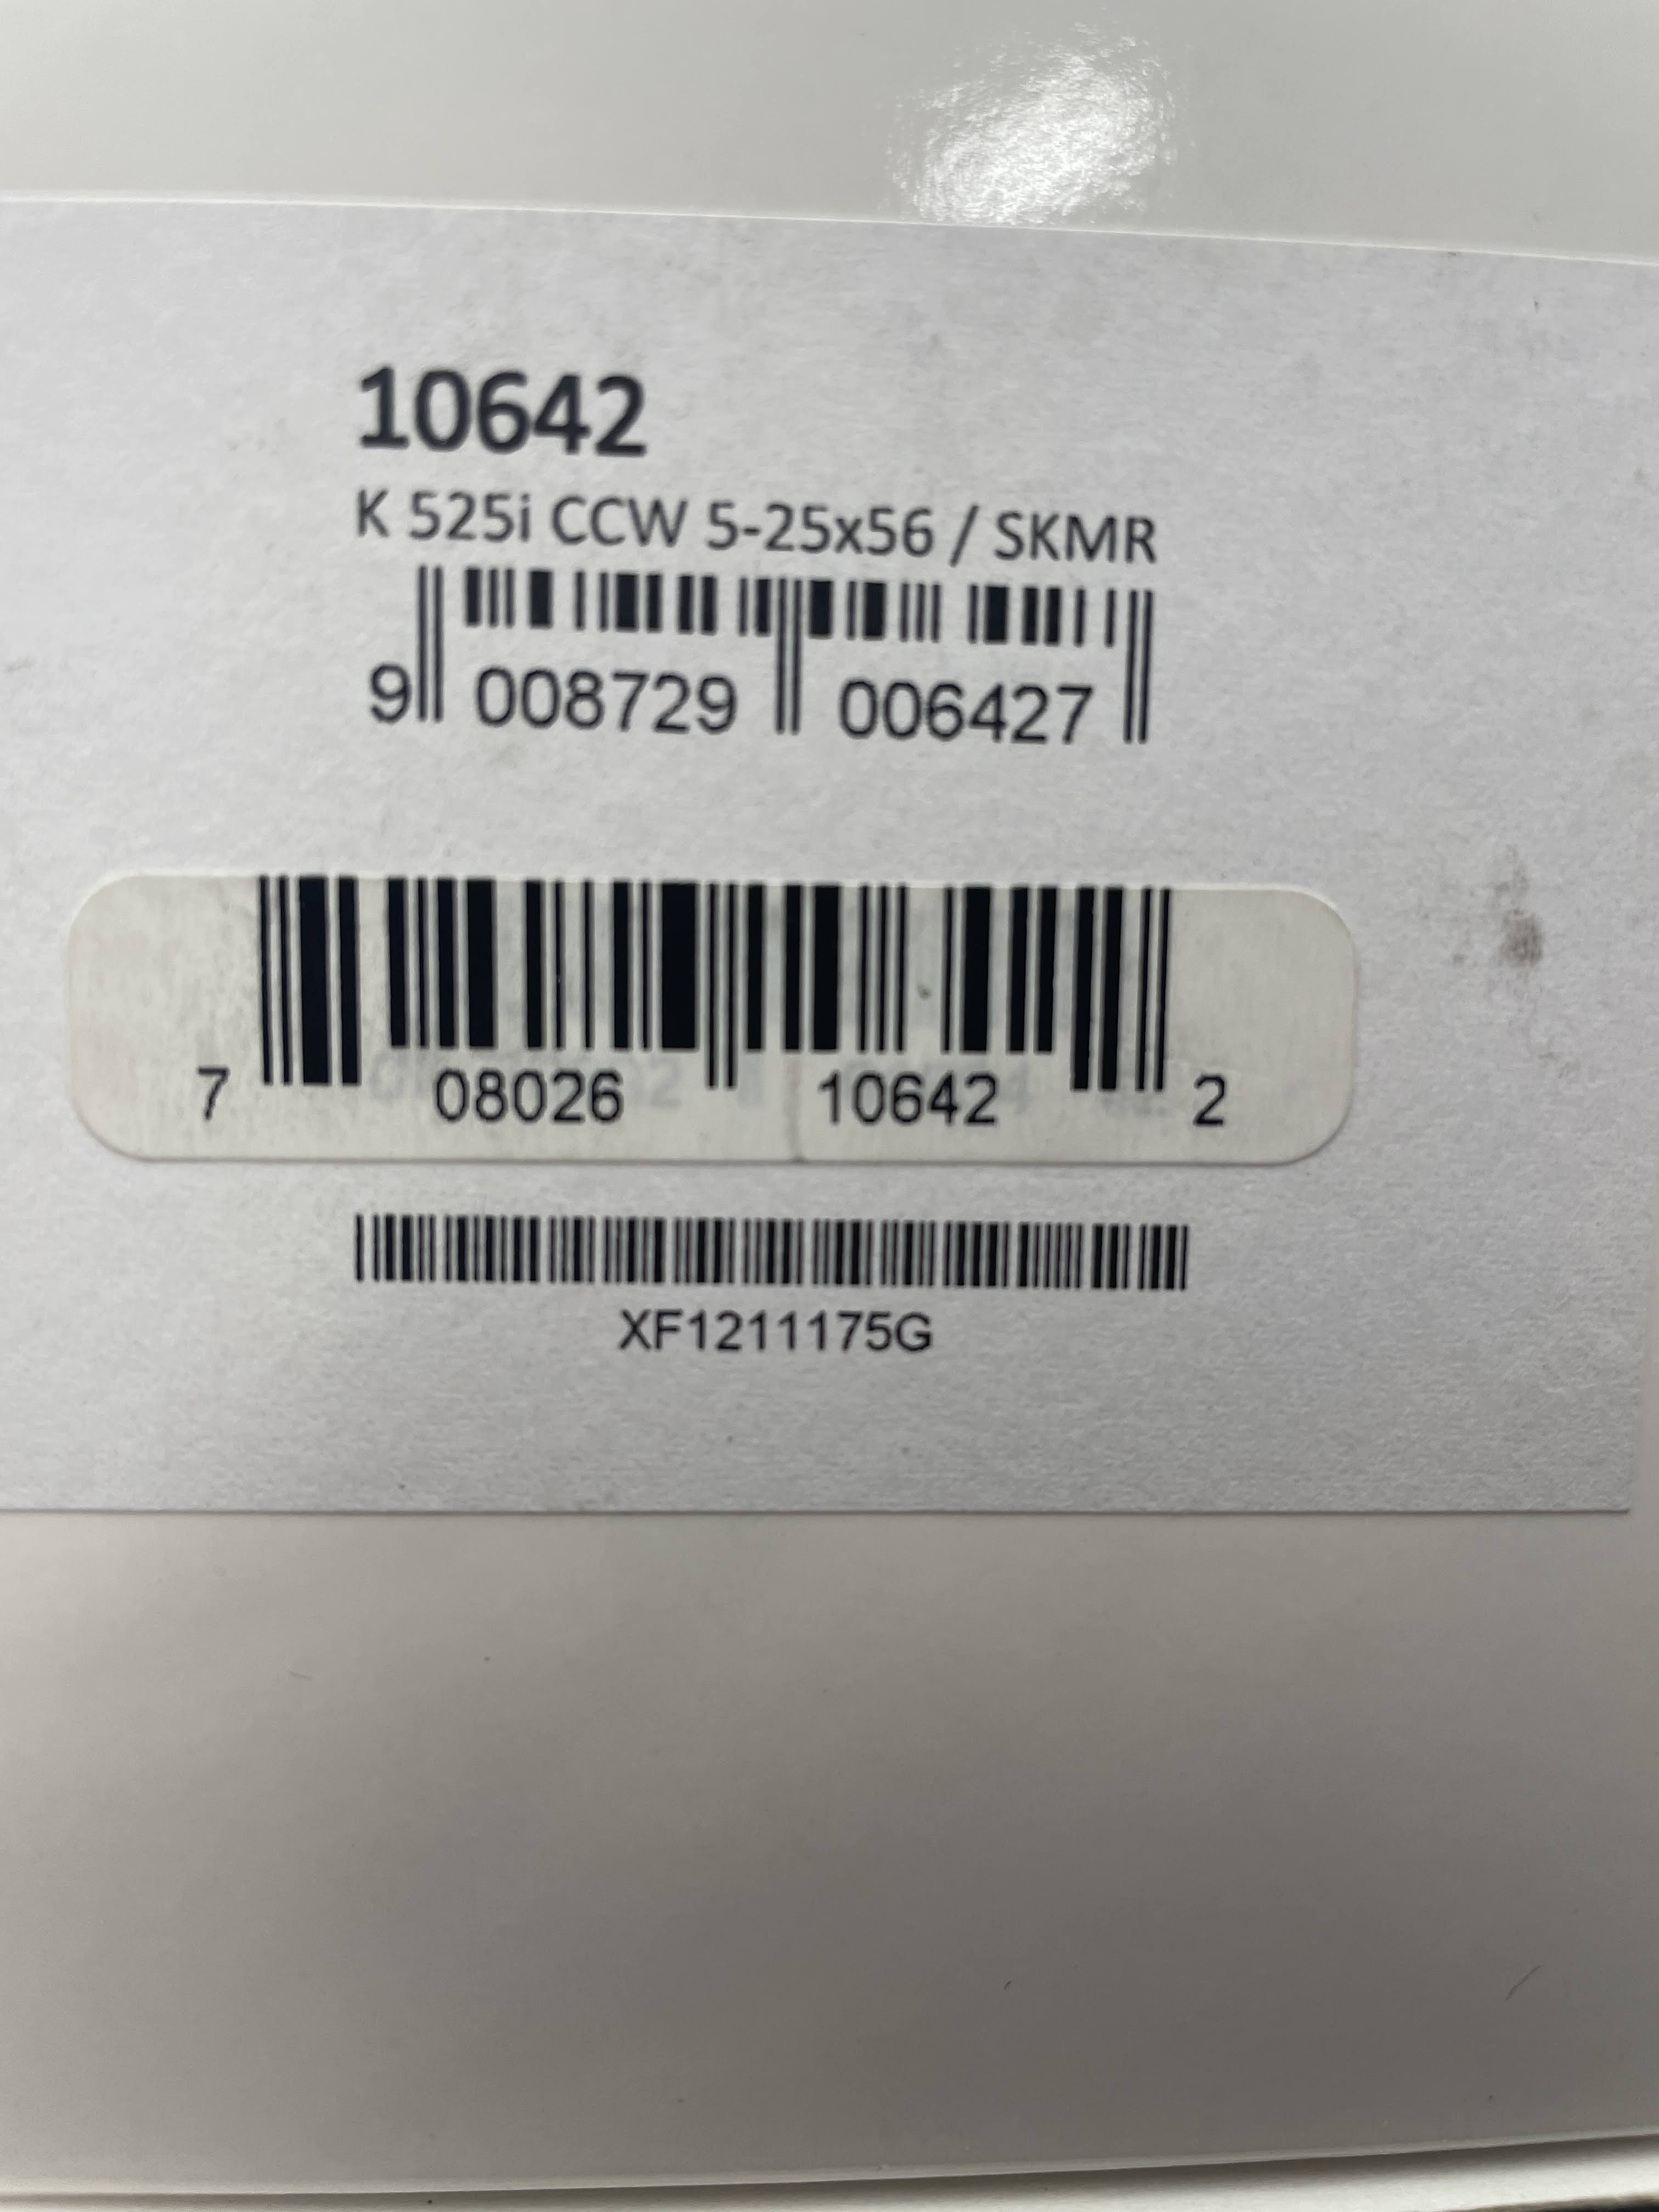 10642
K 525i CCW 5-25x56 / SKMR
9 008729 006427
7 08026 10642 2
XF1211175G